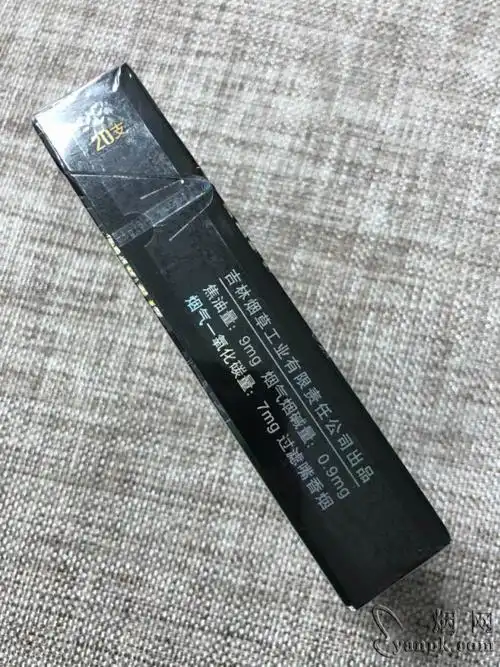 20支
吉林烟草工业有限责任公司出品
焦油量：9mg 烟气烟碱量：0.9mg
烟气一氧化碳量：7mg 过滤嘴香烟
烟网
yanpk.com